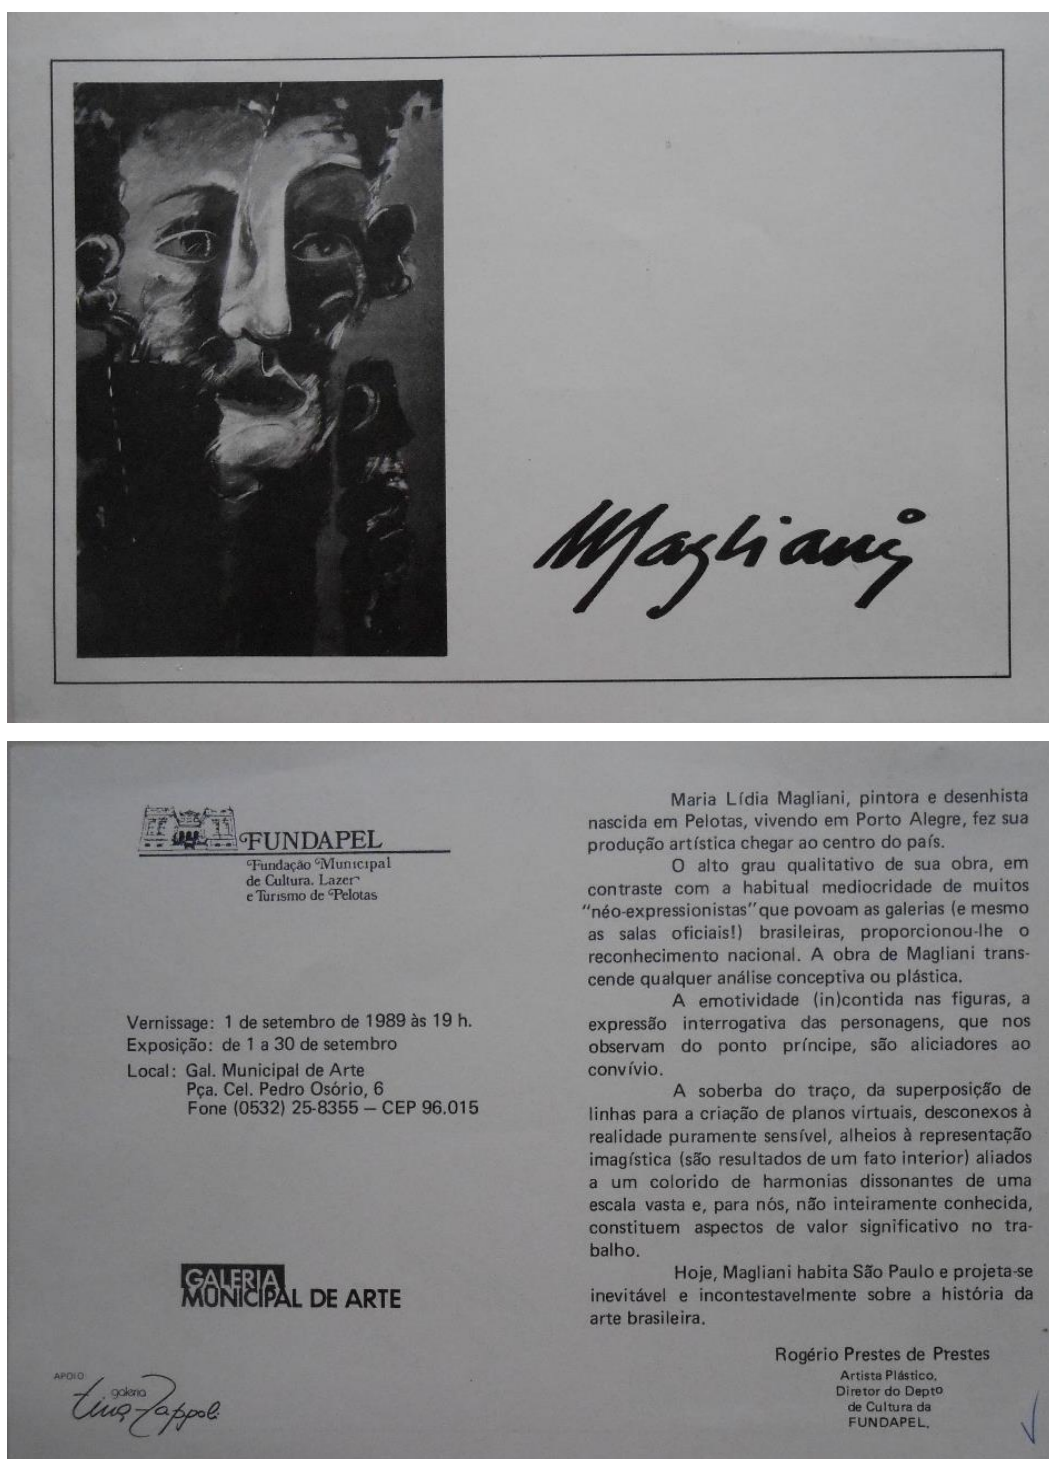 Magliani
FUNDAPEL
Fundação Municipal
de Cultura. Lazer
e Turismo de Pelotas
Vernissage: 1 de setembro de 1989 às 19 h.
Exposição: de 1 a 30 de setembro
Local: Gal. Municipal de Arte
Pça. Cel. Pedro Osório, 6
Fone (0532) 25-8355 — CEP 96.015
GALERIA
MUNICIPAL DE ARTE
APOIO:
galeria
Tina Zappoli
Maria Lídia Magliani, pintora e desenhista
nascida em Pelotas, vivendo em Porto Alegre, fez sua
produção artística chegar ao centro do país.
O alto grau qualitativo de sua obra, em
contraste com a habitual mediocridade de muitos
"néo-expressionistas" que povoam as galerias (e mesmo
as salas oficiais!) brasileiras, proporcionou-lhe o
reconhecimento nacional. A obra de Magliani trans-
cende qualquer análise conceptiva ou plástica.
A emotividade (in)contida nas figuras, a
expressão interrogativa das personagens, que nos
observam do ponto príncipe, são aliciadores ao
convívio.
A soberba do traço, da superposição de
linhas para a criação de planos virtuais, desconexos à
realidade puramente sensível, alheios à representação
imagística (são resultados de um fato interior) aliados
a um colorido de harmonias dissonantes de uma
escala vasta e, para nós, não inteiramente conhecida,
constituem aspectos de valor significativo no tra-
balho.
Hoje, Magliani habita São Paulo e projeta-se
inevitável e incontestavelmente sobre a história da
arte brasileira.
Rogério Prestes de Prestes
Artista Plástico,
Diretor do Depto
de Cultura da
FUNDAPEL.